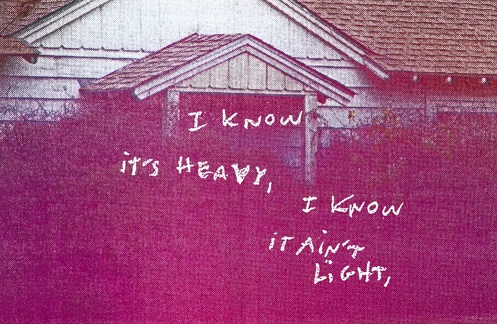 I KNOW
iT's HEAVY,
I KNOW
iT AiN't
LiGHT,